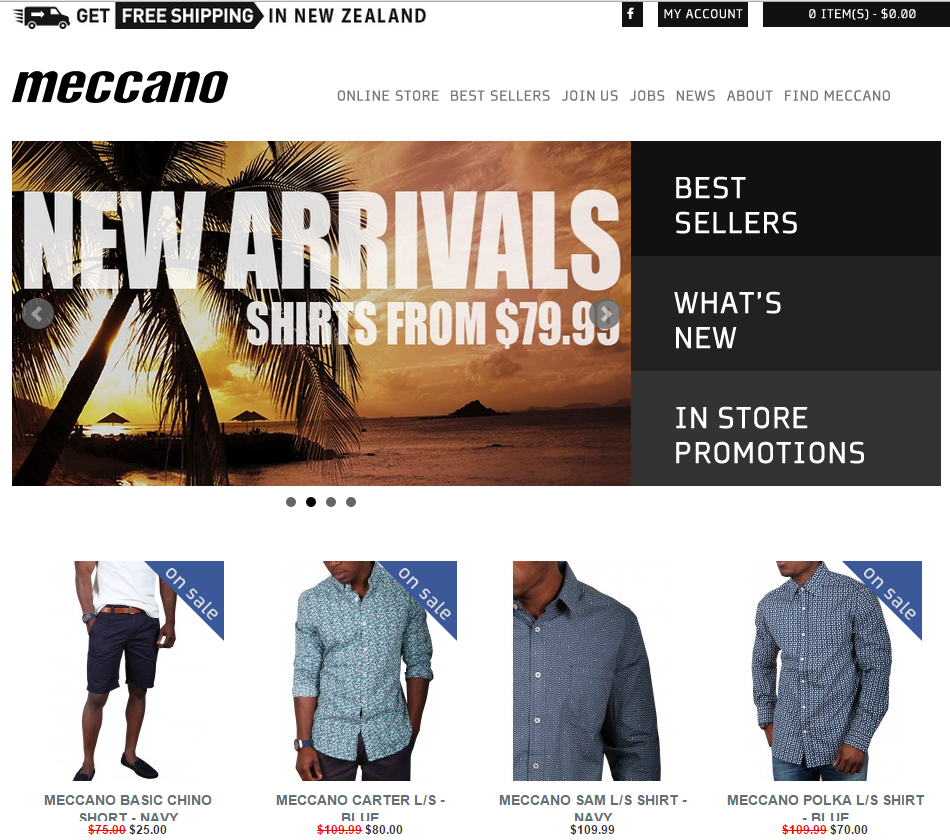 GET FREE SHIPPING IN NEW ZEALAND
f MY ACCOUNT 0 ITEM(S) - $0.00
meccano
ONLINE STORE BEST SELLERS JOIN US JOBS NEWS ABOUT FIND MECCANO
NEW ARRIVALS
SHIRTS FROM $79.99
BEST
SELLERS
WHAT'S
NEW
IN STORE
PROMOTIONS
on sale
MECCANO BASIC CHINO
SHORT - NAVY
$75.00 $25.00
on sale
MECCANO CARTER L/S -
BLUE
$109.99 $80.00
MECCANO SAM L/S SHIRT -
NAVY
$109.99
on sale
MECCANO POLKA L/S SHIRT
- BLUE
$109.99 $70.00